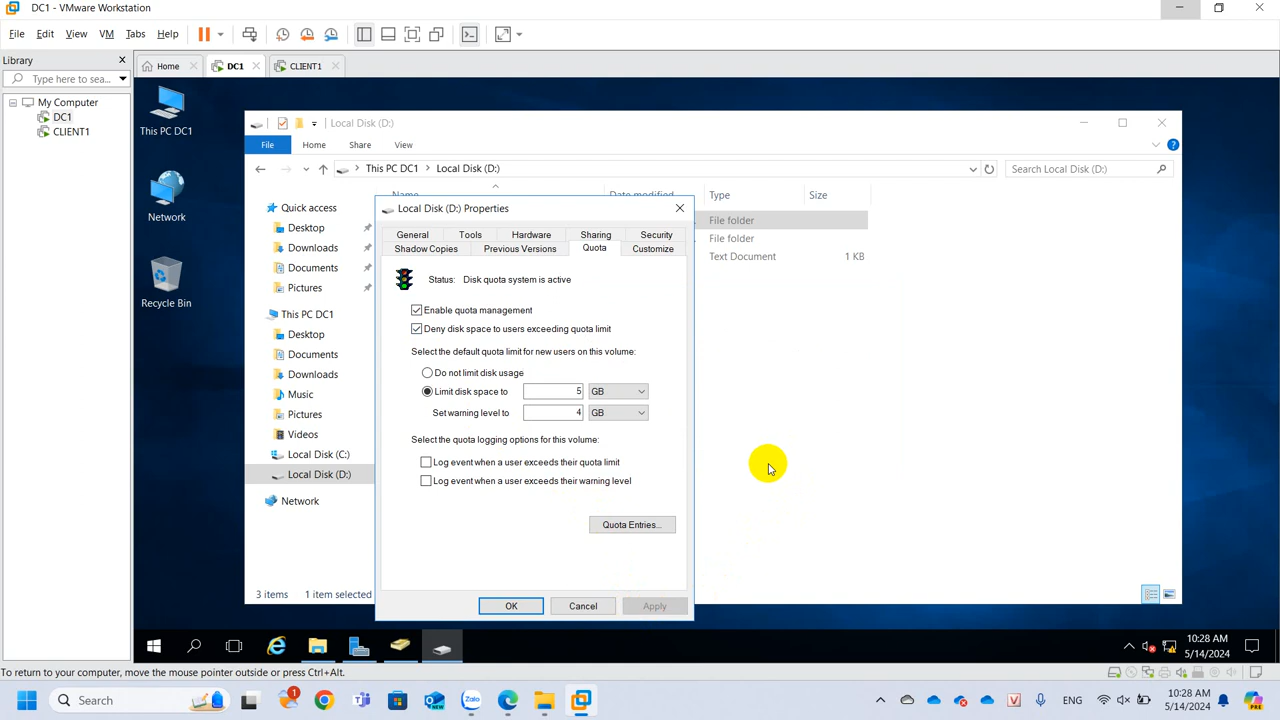 DC1 - VMware Workstation
File Edit View VM Tabs Help
Library
Type here to sea...
My Computer
DC1
CLIENT1
Home
DC1
CLIENT1
This PC DC1
Network
Recycle Bin
Local Disk (D:)
File Home Share View
This PC DC1 Local Disk (D:)
Search Local Disk (D:)
Name Date modified Type Size
File folder
File folder
Text Document 1 KB
Quick access
Desktop
Downloads
Documents
Pictures
This PC DC1
Desktop
Documents
Downloads
Music
Pictures
Videos
Local Disk (C:)
Local Disk (D:)
Network
3 items 1 item selected
Local Disk (D:) Properties
General Tools Hardware Sharing Security
Shadow Copies Previous Versions Quota Customize
Status: Disk quota system is active
Enable quota management
Deny disk space to users exceeding quota limit
Select the default quota limit for new users on this volume:
Do not limit disk usage
Limit disk space to 5 GB
Set warning level to 4 GB
Select the quota logging options for this volume:
Log event when a user exceeds their quota limit
Log event when a user exceeds their warning level
Quota Entries...
OK Cancel Apply
10:28 AM
5/14/2024
To return to your computer, move the mouse pointer outside or press Ctrl+Alt.
Search
1
Zalo
NEW
V
ENG
10:28 AM
5/14/2024
PRE